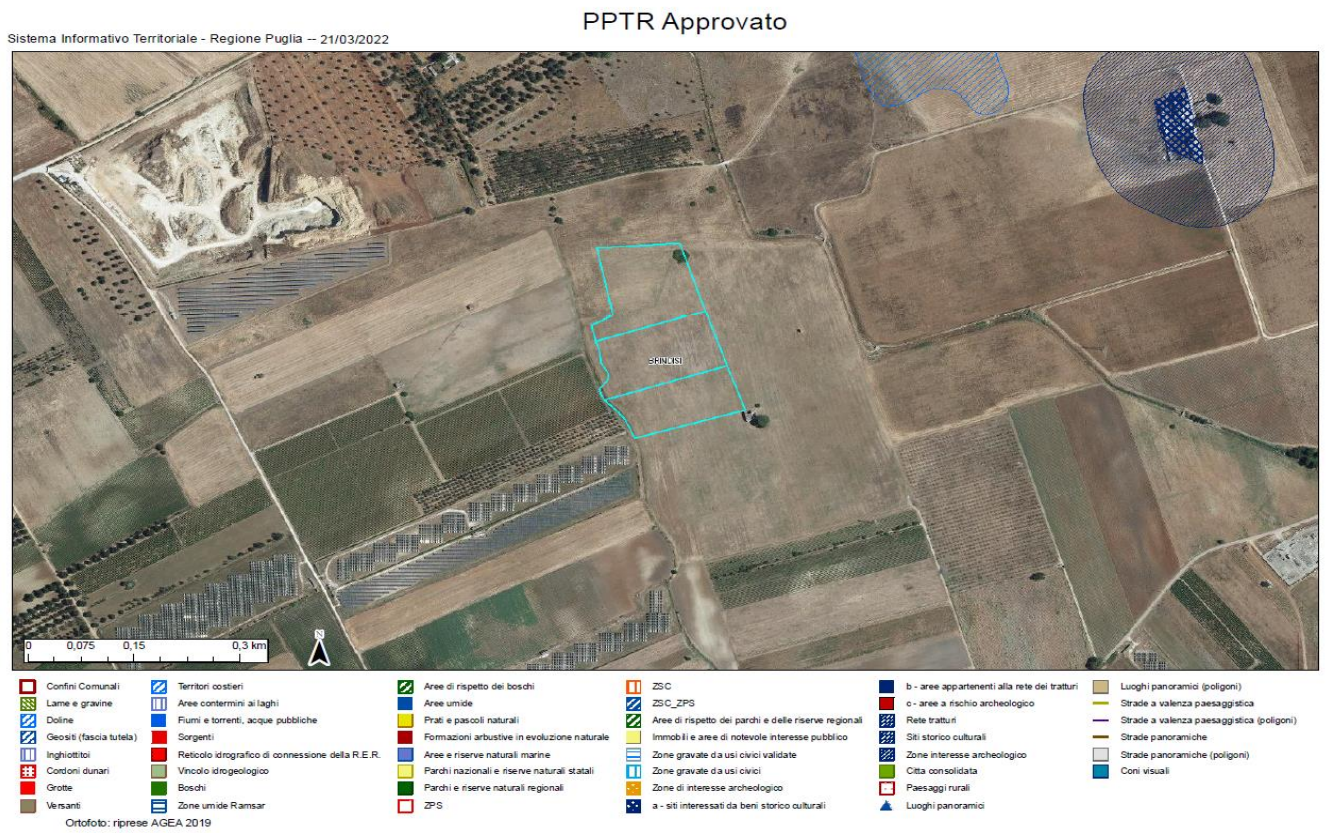 PPTR Approvato
Sistema Informativo Territoriale - Regione Puglia -- 21/03/2022
BRINDISI
0 0,075 0,15 0,3 km
N
Confini Comunali
Lame e gravine
Doline
Geositi (fascia tutela)
Inghiottitoi
Cordoni dunari
Grotte
Versanti
Territori costieri
Aree contermini ai laghi
Fiumi e torrenti, acque pubbliche
Sorgenti
Reticolo idrografico di connessione della R.E.R.
Vincolo idrogeologico
Boschi
Zone umide Ramsar
Aree di rispetto dei boschi
Aree umide
Prati e pascoli naturali
Formazioni arbustive in evoluzione naturale
Aree e riserve naturali marine
Parchi nazionali e riserve naturali statali
Parchi e riserve naturali regionali
ZPS
ZSC
ZSC_ZPS
Aree di rispetto dei parchi e delle riserve regionali
Immobili e aree di notevole interesse pubblico
Zone gravate da usi civici validate
Zone gravate da usi civici
Zone di interesse archeologico
a - siti interessati da beni storico culturali
b - aree appartenenti alla rete dei tratturi
c - aree a rischio archeologico
Rete tratturi
Siti storico culturali
Zone interesse archeologico
Citta consolidata
Paesaggi rurali
Luoghi panoramici
Luoghi panoramici (poligoni)
Strade a valenza paesaggistica
Strade a valenza paesaggistica (poligoni)
Strade panoramiche
Strade panoramiche (poligoni)
Coni visuali
Ortofoto: riprese AGEA 2019